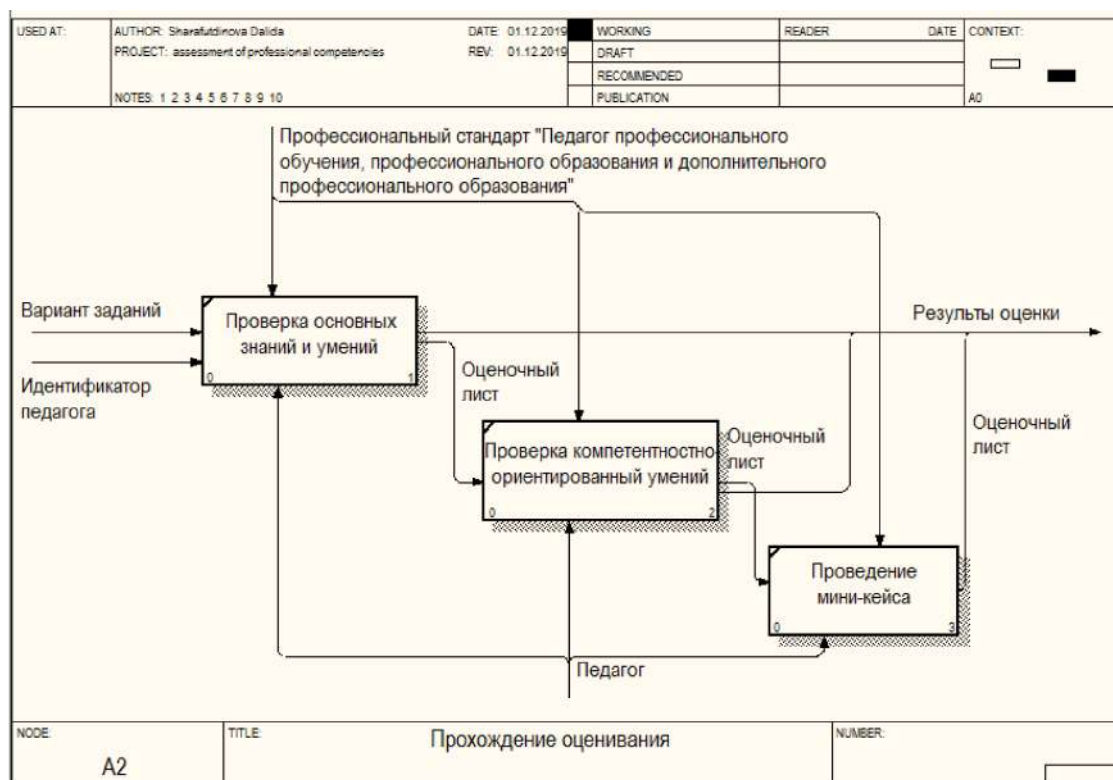 USED AT:
AUTHOR: Sharafutdinova Dalida
DATE: 01.12.2019
WORKING
READER
DATE
CONTEXT:
PROJECT: assessment of professional competencies
REV: 01.12.2019
DRAFT
RECOMMENDED
NOTES: 1 2 3 4 5 6 7 8 9 10
PUBLICATION
A0
Профессиональный стандарт "Педагог профессионального
обучения, профессионального образования и дополнительного
профессионального образования"
Вариант заданий
Идентификатор
педагога
Проверка основных
знаний и умений
0
1
Результы оценки
Оценочный
лист
Проверка компетентностно-
ориентированный умений
0
2
Оценочный
лист
Оценочный
лист
Проведение
мини-кейса
0
3
Педагог
NODE:
A2
TITLE:
Прохождение оценивания
NUMBER: